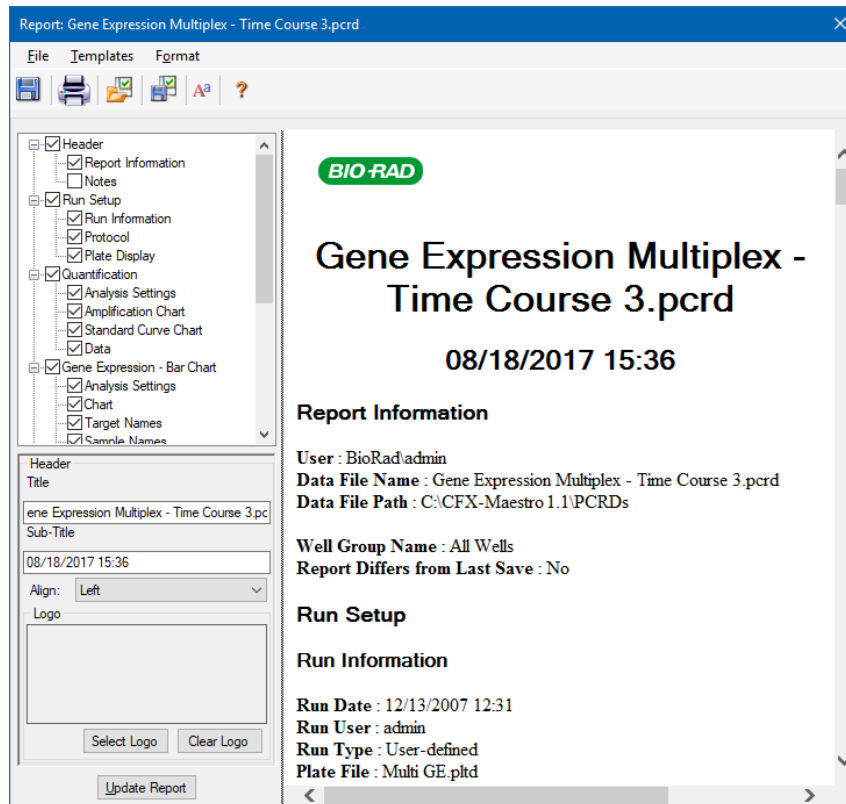 Report: Gene Expression Multiplex - Time Course 3.pcrd
File Templates Format
Aa ?
Header
Report Information
Notes
Run Setup
Run Information
Protocol
Plate Display
Quantification
Analysis Settings
Amplification Chart
Standard Curve Chart
Data
Gene Expression - Bar Chart
Analysis Settings
Chart
Target Names
Sample Names
Header
Title
ene Expression Multiplex - Time Course 3.pc
Sub-Title
08/18/2017 15:36
Align: Left
Logo
Select Logo Clear Logo
Update Report
BIO-RAD
Gene Expression Multiplex -
Time Course 3.pcrd
08/18/2017 15:36
Report Information
User : BioRad\admin
Data File Name : Gene Expression Multiplex - Time Course 3.pcrd
Data File Path : C:\CFX-Maestro 1.1\PCRDs
Well Group Name : All Wells
Report Differs from Last Save : No
Run Setup
Run Information
Run Date : 12/13/2007 12:31
Run User : admin
Run Type : User-defined
Plate File : Multi GE.pltd